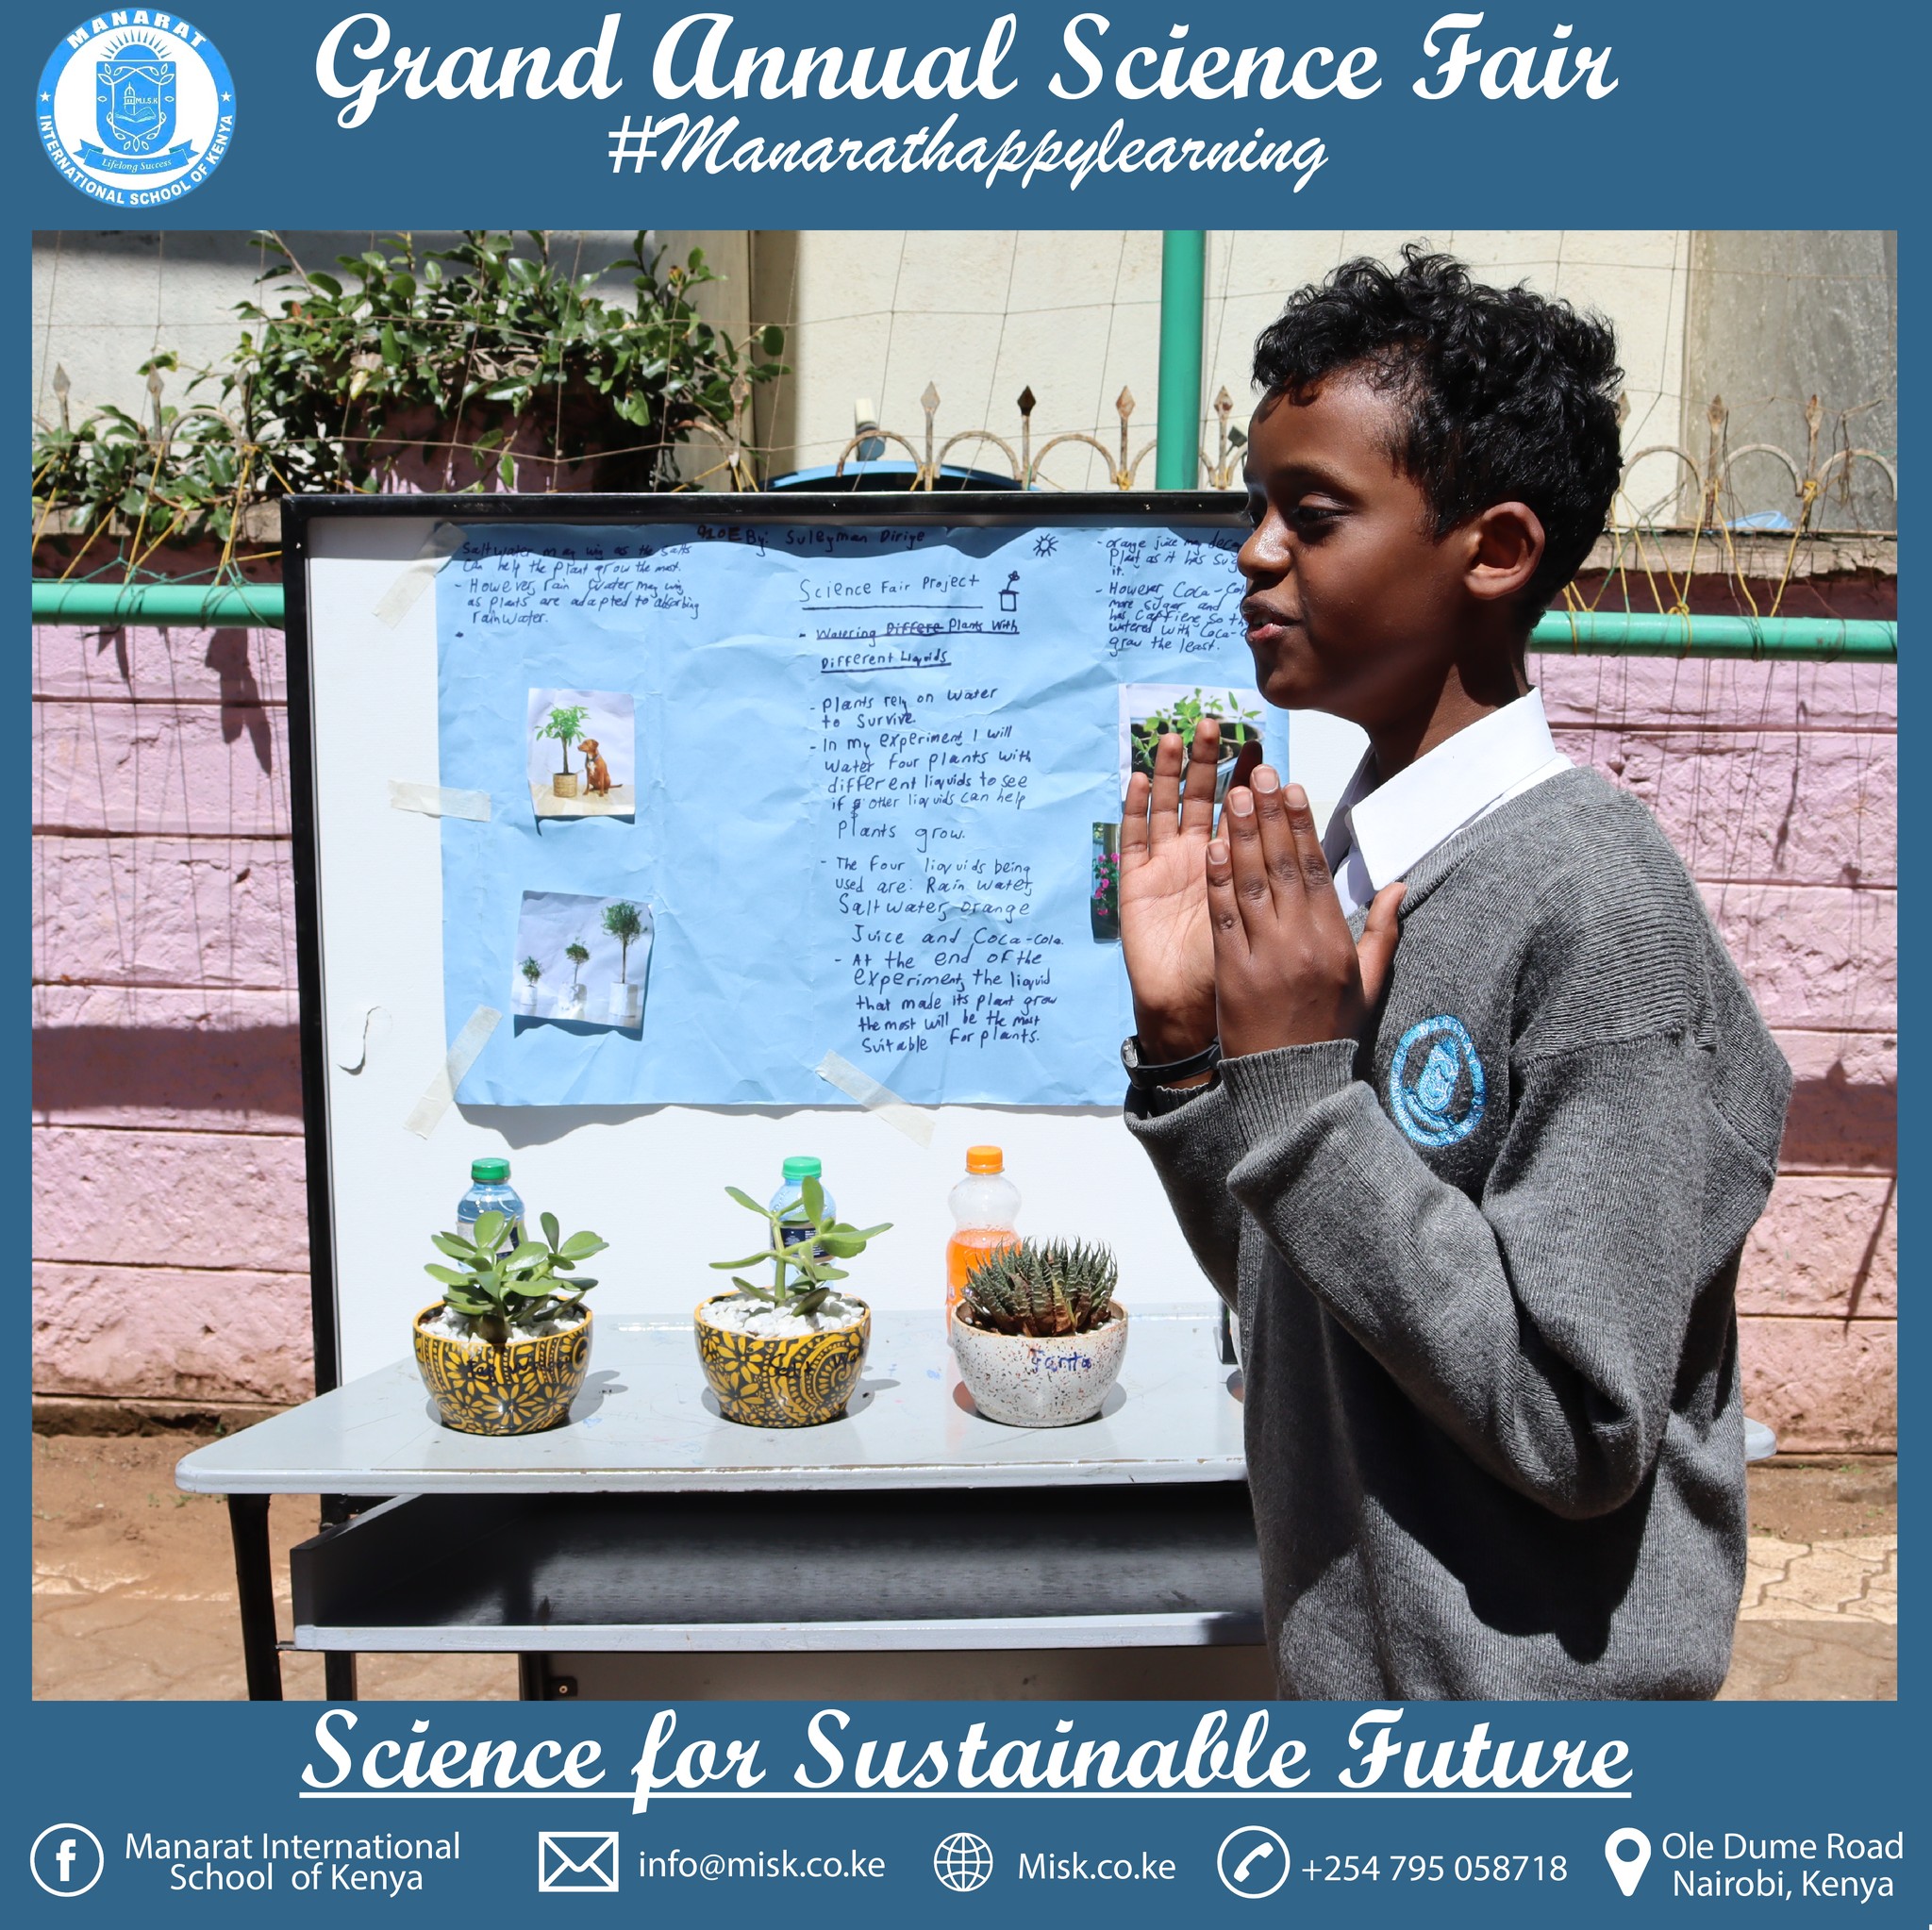 MANARAT
INTERNATIONAL SCHOOL OF KENYA
M.I.S.K
Lifelong Success
Grand Annual Science Fair
#Manarathappylearning
By: Suleyman Dirige
Saltwater may win as the salts
can help the plant grow the most.
- However, rain water may win
as plants are adapted to absorbing
rainwater.
Science Fair Project
- Watering Differe Plants With
Different Liquids
- Plants rely on water
to survive.
- In my experiment I will
water four plants with
different liquids to see
if other liquids can help
plants grow.
- The four liquids being
used are: Rain water,
Saltwater, orange
Juice and Coca-Cola.
- At the end of the
experiment, the liquid
that made its plant grow
the most will be the most
suitable for plants.
- orange juice may
plant as it has
it.
- However Coca-
more sugar and
has caffiene so
watered with Coca-
grow the least.
Fanta
Science for Sustainable Future
Manarat International
School of Kenya
info@misk.co.ke
Misk.co.ke
+254 795 058718
Ole Dume Road
Nairobi, Kenya